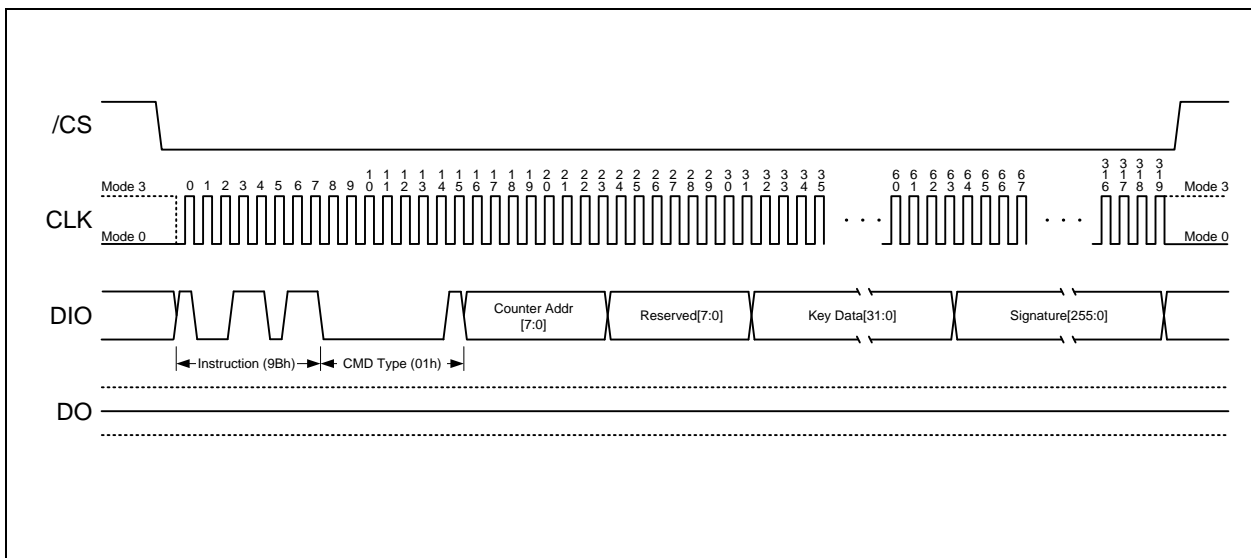 /CS
0 1 2 3 4 5 6 7 8 9 10 11 12 13 14 15 16 17 18 19 20 21 22 23 24 25 26 27 28 29 30 31 32 33 34 35 60 61 62 63 64 65 66 67 316 317 318 319
Mode 3 Mode 3
CLK . . . . . .
Mode 0 Mode 0
DIO Counter Addr [7:0] Reserved[7:0] Key Data[31:0] Signature[255:0]
Instruction (9Bh) CMD Type (01h)
DO